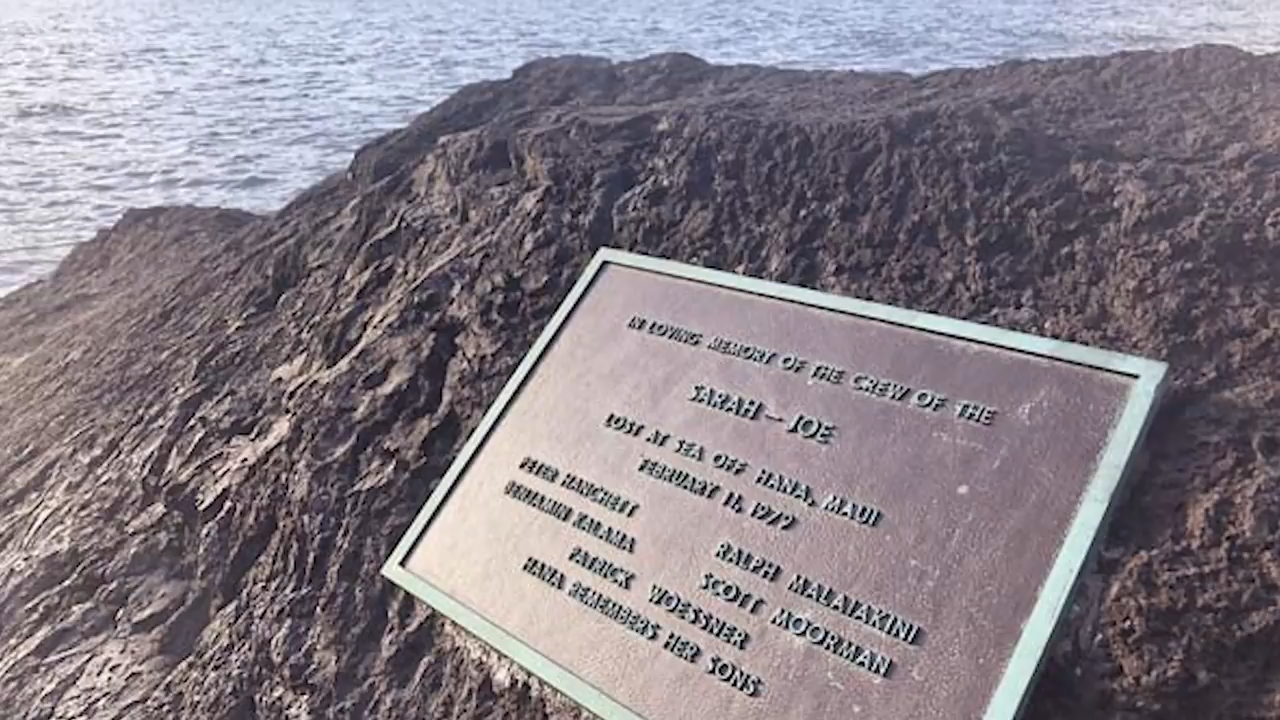 IN LOVING MEMORY OF THE CREW OF THE
SARAH – JOE
LOST AT SEA OFF HANA, MAUI
FEBRUARY 11, 1979
PETER HANCHETT RALPH MALAIAKINI
BENJAMIN KALAMA SCOTT MOORMAN
PATRICK WOESSNER
HANA REMEMBERS HER SONS